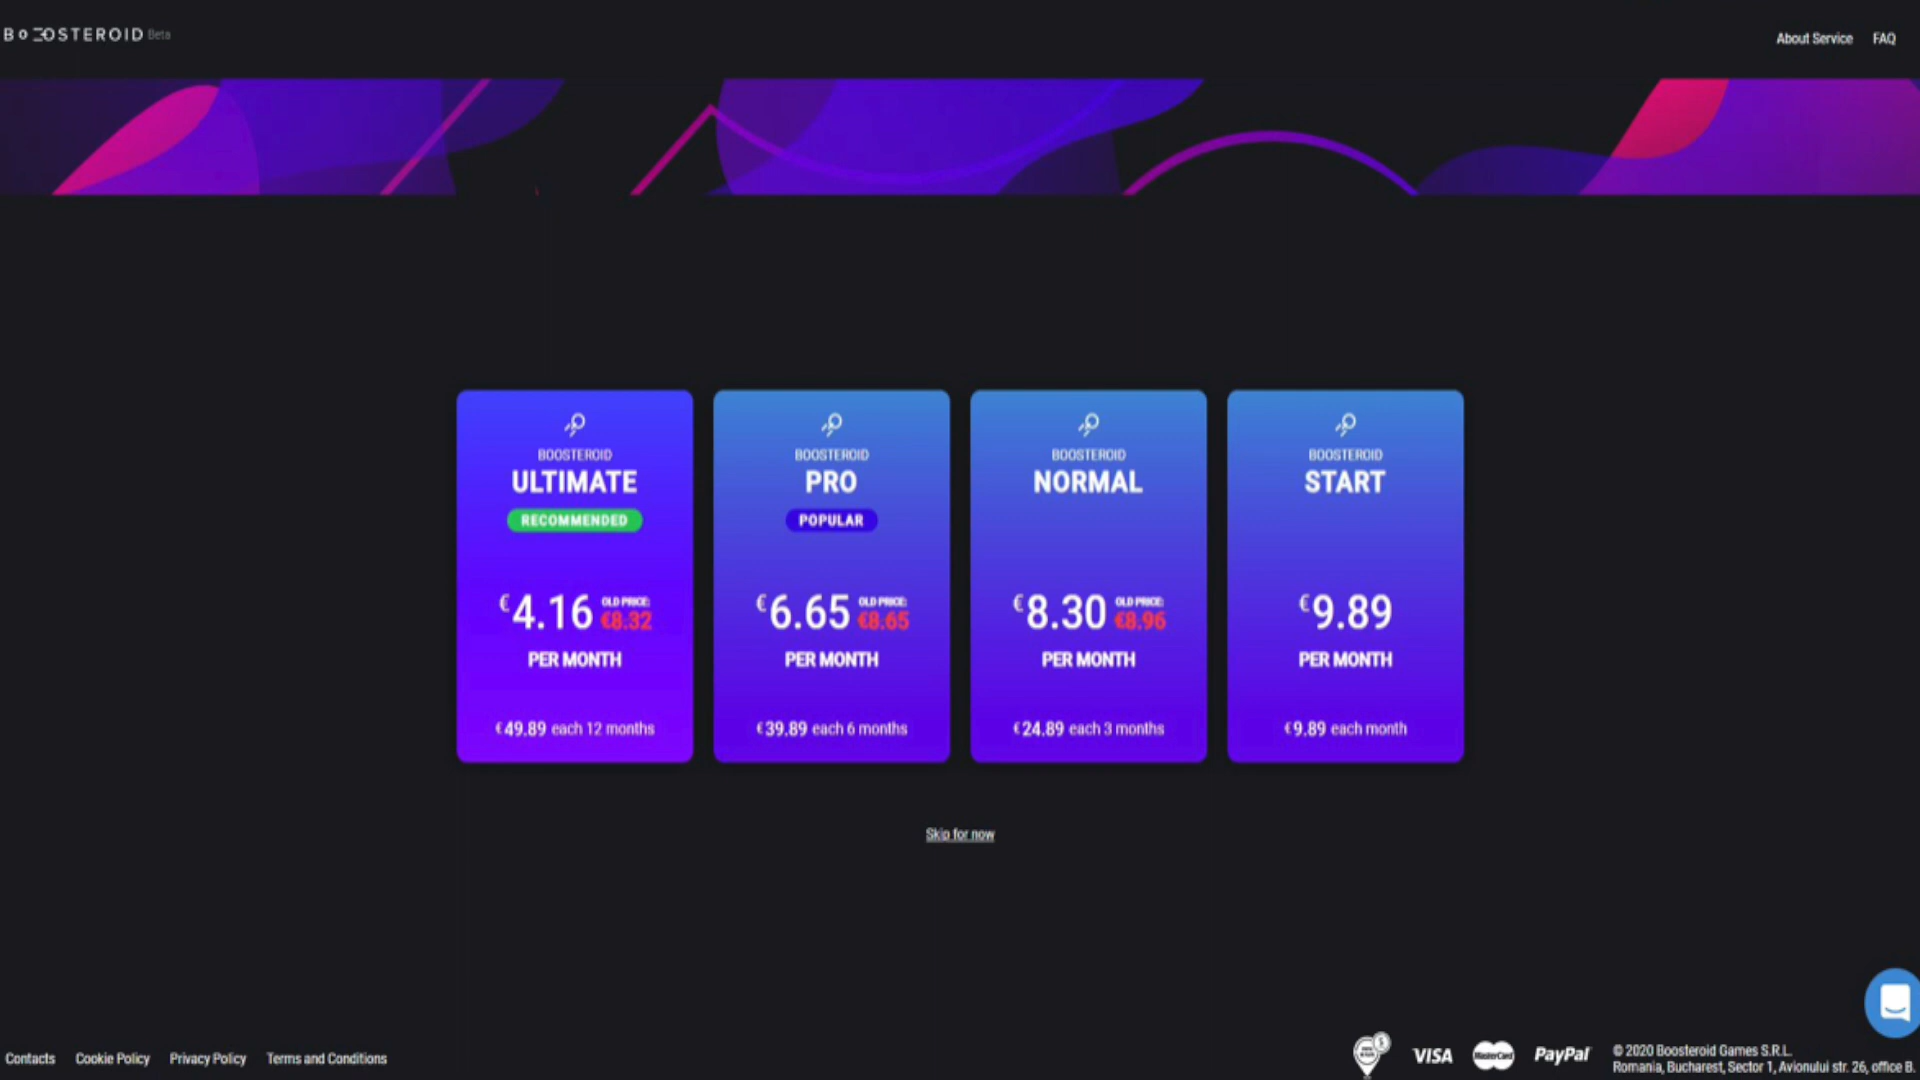 BOOSTEROID Beta
About Service FAQ
BOOSTEROID
ULTIMATE
RECOMMENDED
€4.16 OLD PRICE: €8.32
PER MONTH
€49.89 each 12 months
BOOSTEROID
PRO
POPULAR
€6.65 OLD PRICE: €8.65
PER MONTH
€39.89 each 6 months
BOOSTEROID
NORMAL
€8.30 OLD PRICE: €8.96
PER MONTH
€24.89 each 3 months
BOOSTEROID
START
€9.89
PER MONTH
€9.89 each month
Skip for now
Contacts Cookie Policy Privacy Policy Terms and Conditions
VISA MasterCard PayPal
© 2020 Boosteroid Games S.R.L.
Romania, Bucharest, Sector 1, Avionului str. 26, office B.